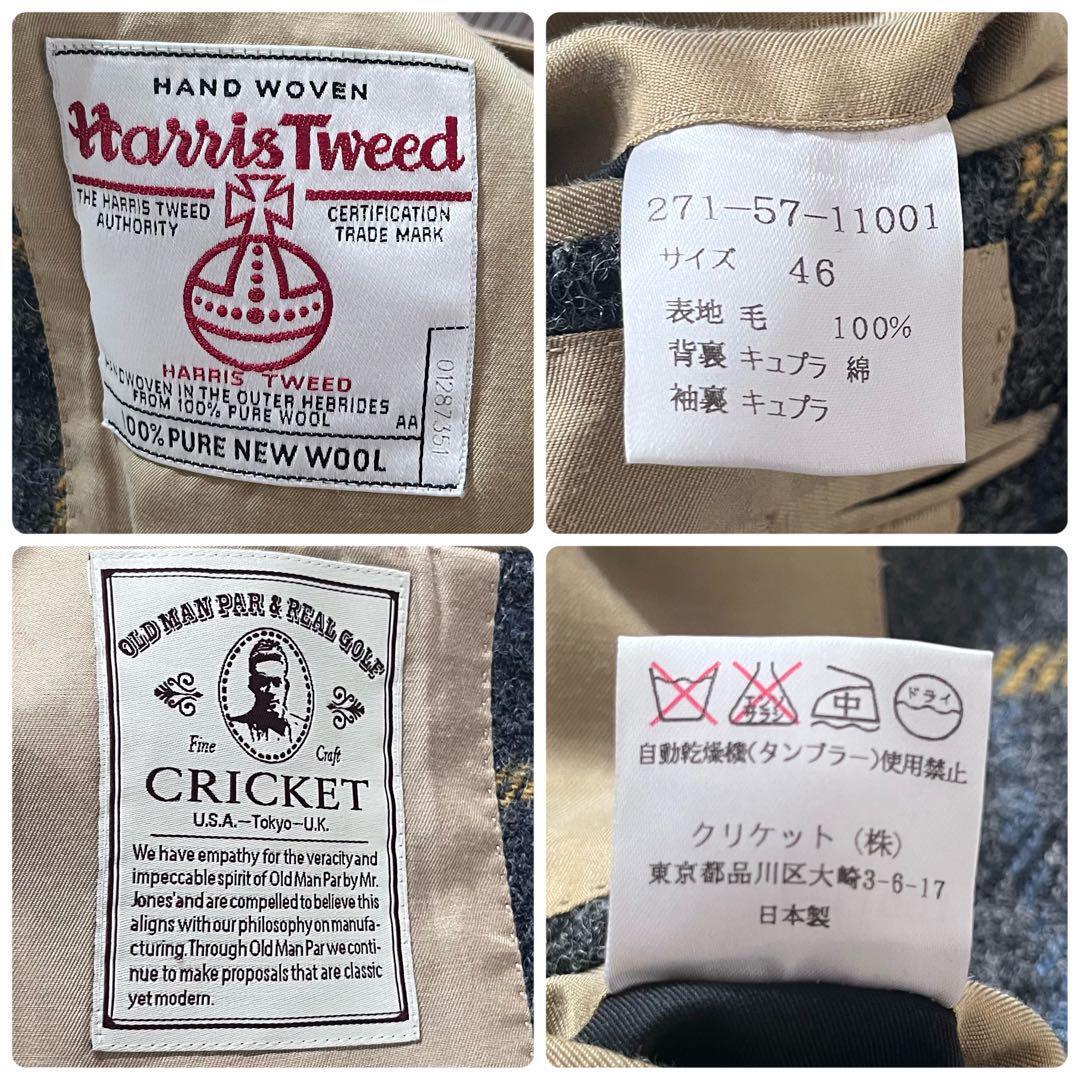 HAND WOVEN
Harris Tweed
THE HARRIS TWEED
AUTHORITY
CERTIFICATION
TRADE MARK
HARRIS TWEED
HANDWOVEN IN THE OUTER HEBRIDES
FROM 100% PURE WOOL
AA
01287351
100% PURE NEW WOOL
271-57-11001
サイズ 46
表地 毛 100%
背裏 キュプラ 綿
袖裏 キュプラ
OLD MAN PAR & REAL GOLF
Fine Craft
CRICKET
U.S.A.—Tokyo—U.K.
We have empathy for the veracity and
impeccable spirit of Old Man Par by Mr.
Jones' and are compelled to believe this
aligns with our philosophy on manufa-
cturing. Through Old Man Par we conti-
nue to make proposals that are classic
yet modern.
エンソ
サラシ
中
ドライ
自動乾燥機(タンブラー)使用禁止
クリケット (株)
東京都品川区大崎3-6-17
日本製